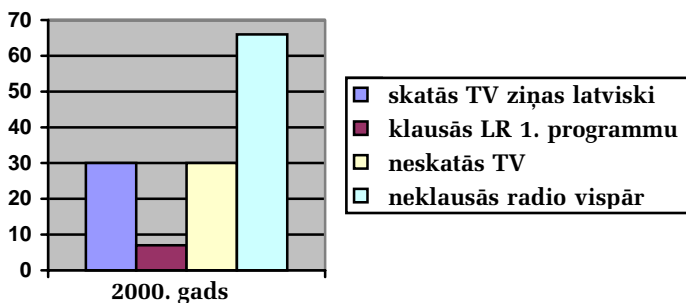 70
60
50
40
30
20
10
0
2000. gads
skatās TV ziņas latviski
klausās LR 1. programmu
neskatās TV
neklausās radio vispār